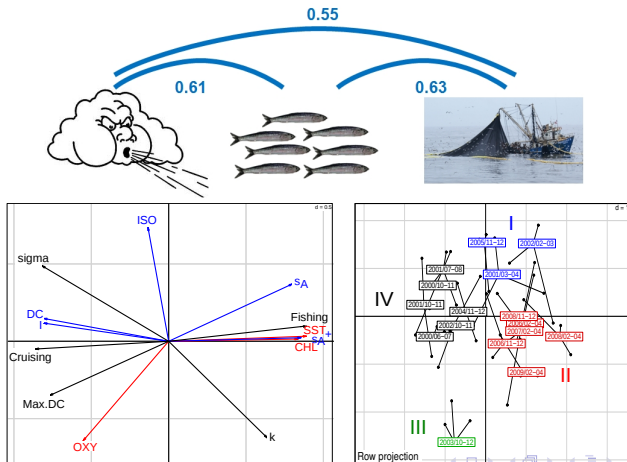 0.55
0.61
0.63
d = 0.5
ISO
sigma
sA
DC
I
Fishing
SST
sA+
CHL
Cruising
Max.DC
OXY
k
I
2005/11−12
2002/02−03
2001/07−08
2001/03−04
2000/10−11
IV
2001/10−11
2004/11−12
2008/11−12
2002/10−11
2007/02−04
2000/06−07
2006/11−12
2008/02−04
2009/02−04
II
III
2003/10−12
Row projection